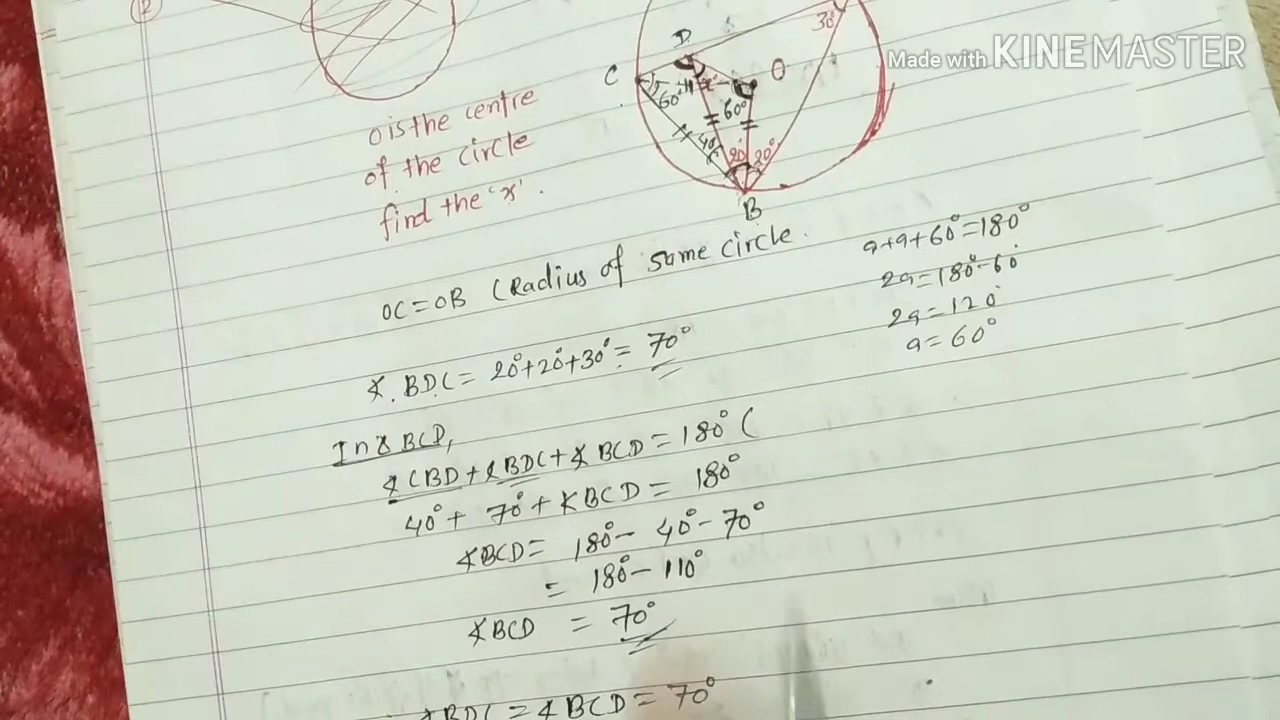 12
D
30°
Made with KINEMASTER
C
O
60°
60°
40°
20° 20°
B
O is the centre
of the circle
find the 'x'.
OC = OB (Radius of same circle.
∡.BDC = 20°+20°+30° = 70°
In ∡ BCD,
∡CBD + ∡BDC + ∡BCD = 180° (
40° + 70° + ∡BCD = 180°
∡BCD = 180° - 40° - 70°
= 180° - 110°
∡BCD = 70°
∡BDC = ∡BCD = 70°
a+a+60°=180°
2a=180°-60°
2a=120°
a=60°